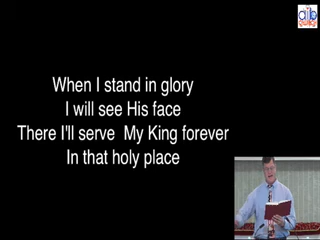 When I stand in glory
I will see His face
There I'll serve  My King forever
In that holy place